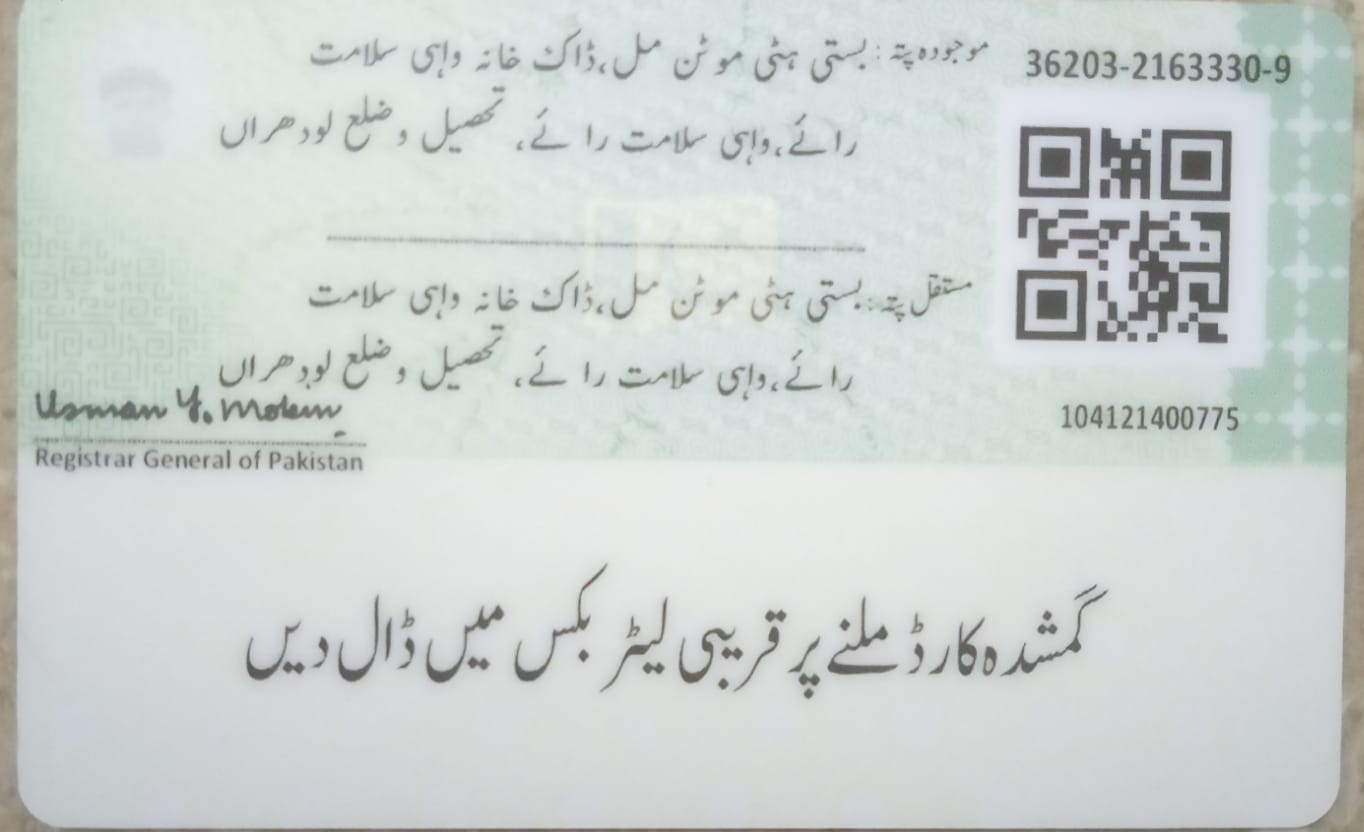 36203-2163330-9
موجودہ پتہ : بستی ہٹی موٹن مل،ڈاک خانہ واہی سلامت
رائے،واہی سلامت رائے، تحصیل و ضلع لودھراں
مستقل پتہ : بستی ہٹی موٹن مل،ڈاک خانہ واہی سلامت
رائے،واہی سلامت رائے، تحصیل و ضلع لودھراں
104121400775
Usman Y. Mobin
Registrar General of Pakistan
گمشدہ کارڈ ملنے پر قریبی لیٹر بکس میں ڈال دیں